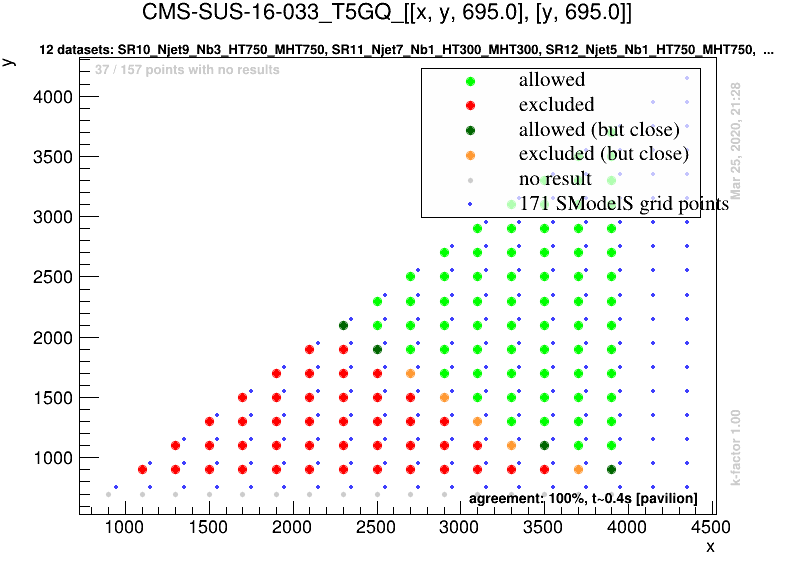 CMS-SUS-16-033_T5GQ_[[x, y, 695.0], [y, 695.0]]
12 datasets: SR10_Njet9_Nb3_HT750_MHT750, SR11_Njet7_Nb1_HT300_MHT300, SR12_Njet5_Nb1_HT750_MHT750, ...
y
37 / 157 points with no results
allowed
excluded
allowed (but close)
excluded (but close)
no result
171 SModelS grid points
Mar 25, 2020, 21:28
4000
3500
3000
2500
2000
1500
1000
k-factor 1.00
agreement: 100%, t~0.4s [pavilion]
1000 1500 2000 2500 3000 3500 4000 4500
x